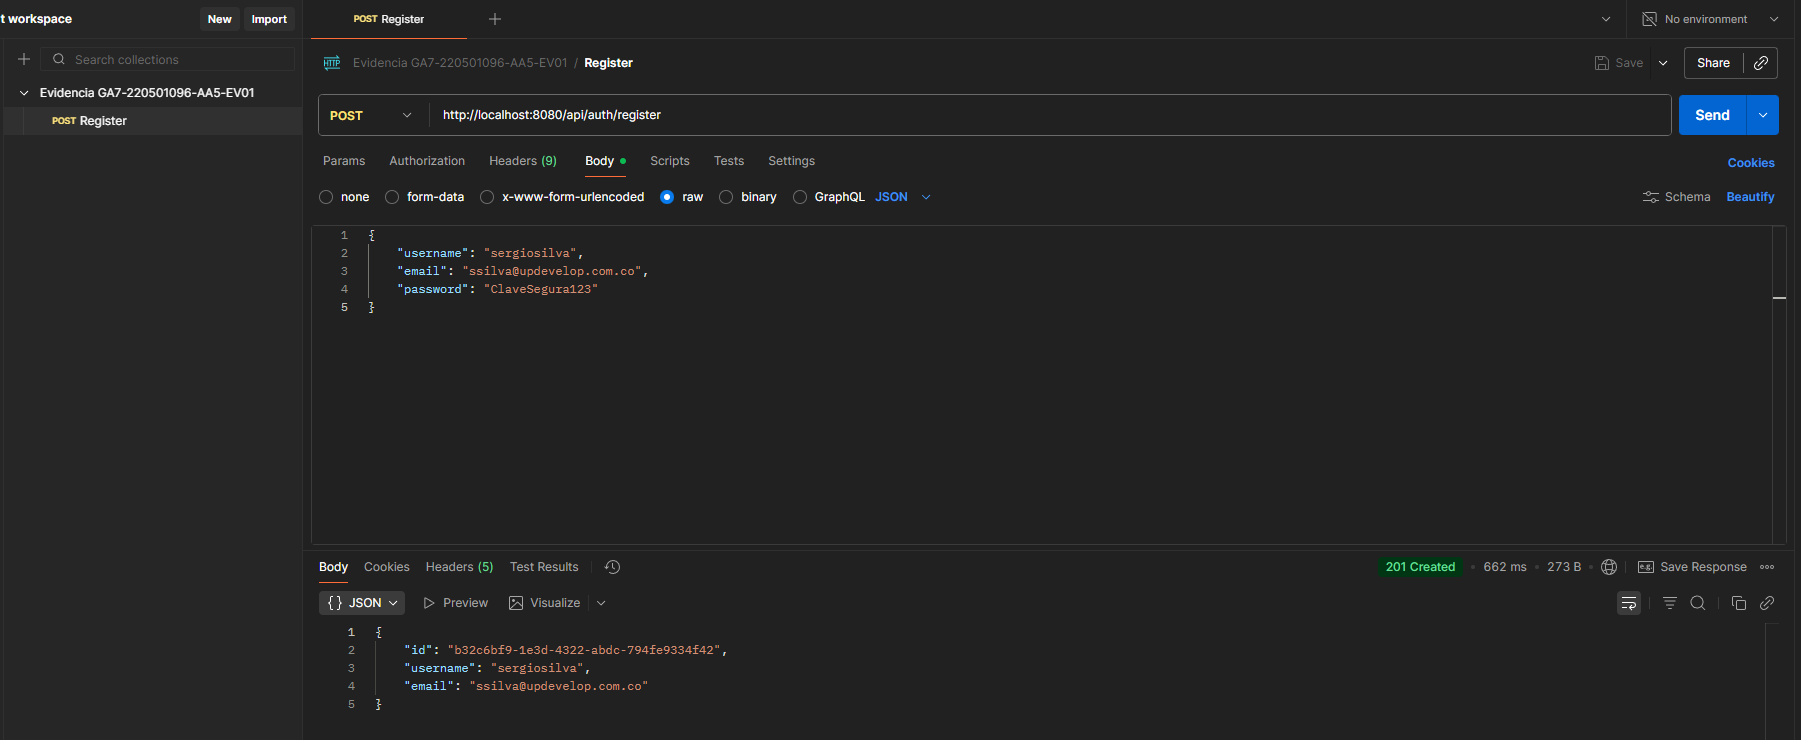 t workspace
New
Import
POST Register
No environment
Search collections
Evidencia GA7-220501096-AA5-EV01
POST Register
HTTP
Evidencia GA7-220501096-AA5-EV01 / Register
Save
Share
POST
http://localhost:8080/api/auth/register
Send
Params Authorization Headers (9) Body Scripts Tests Settings
Cookies
none form-data x-www-form-urlencoded raw binary GraphQL JSON
Schema
Beautify
1 {
2 "username": "sergiosilva",
3 "email": "ssilva@updevelop.com.co",
4 "password": "ClaveSegura123"
5 }
Body Cookies Headers (5) Test Results
201 Created • 662 ms • 273 B •
e.g. Save Response
{} JSON
Preview
Visualize
1 {
2 "id": "b32c6bf9-1e3d-4322-abdc-794fe9334f42",
3 "username": "sergiosilva",
4 "email": "ssilva@updevelop.com.co"
5 }